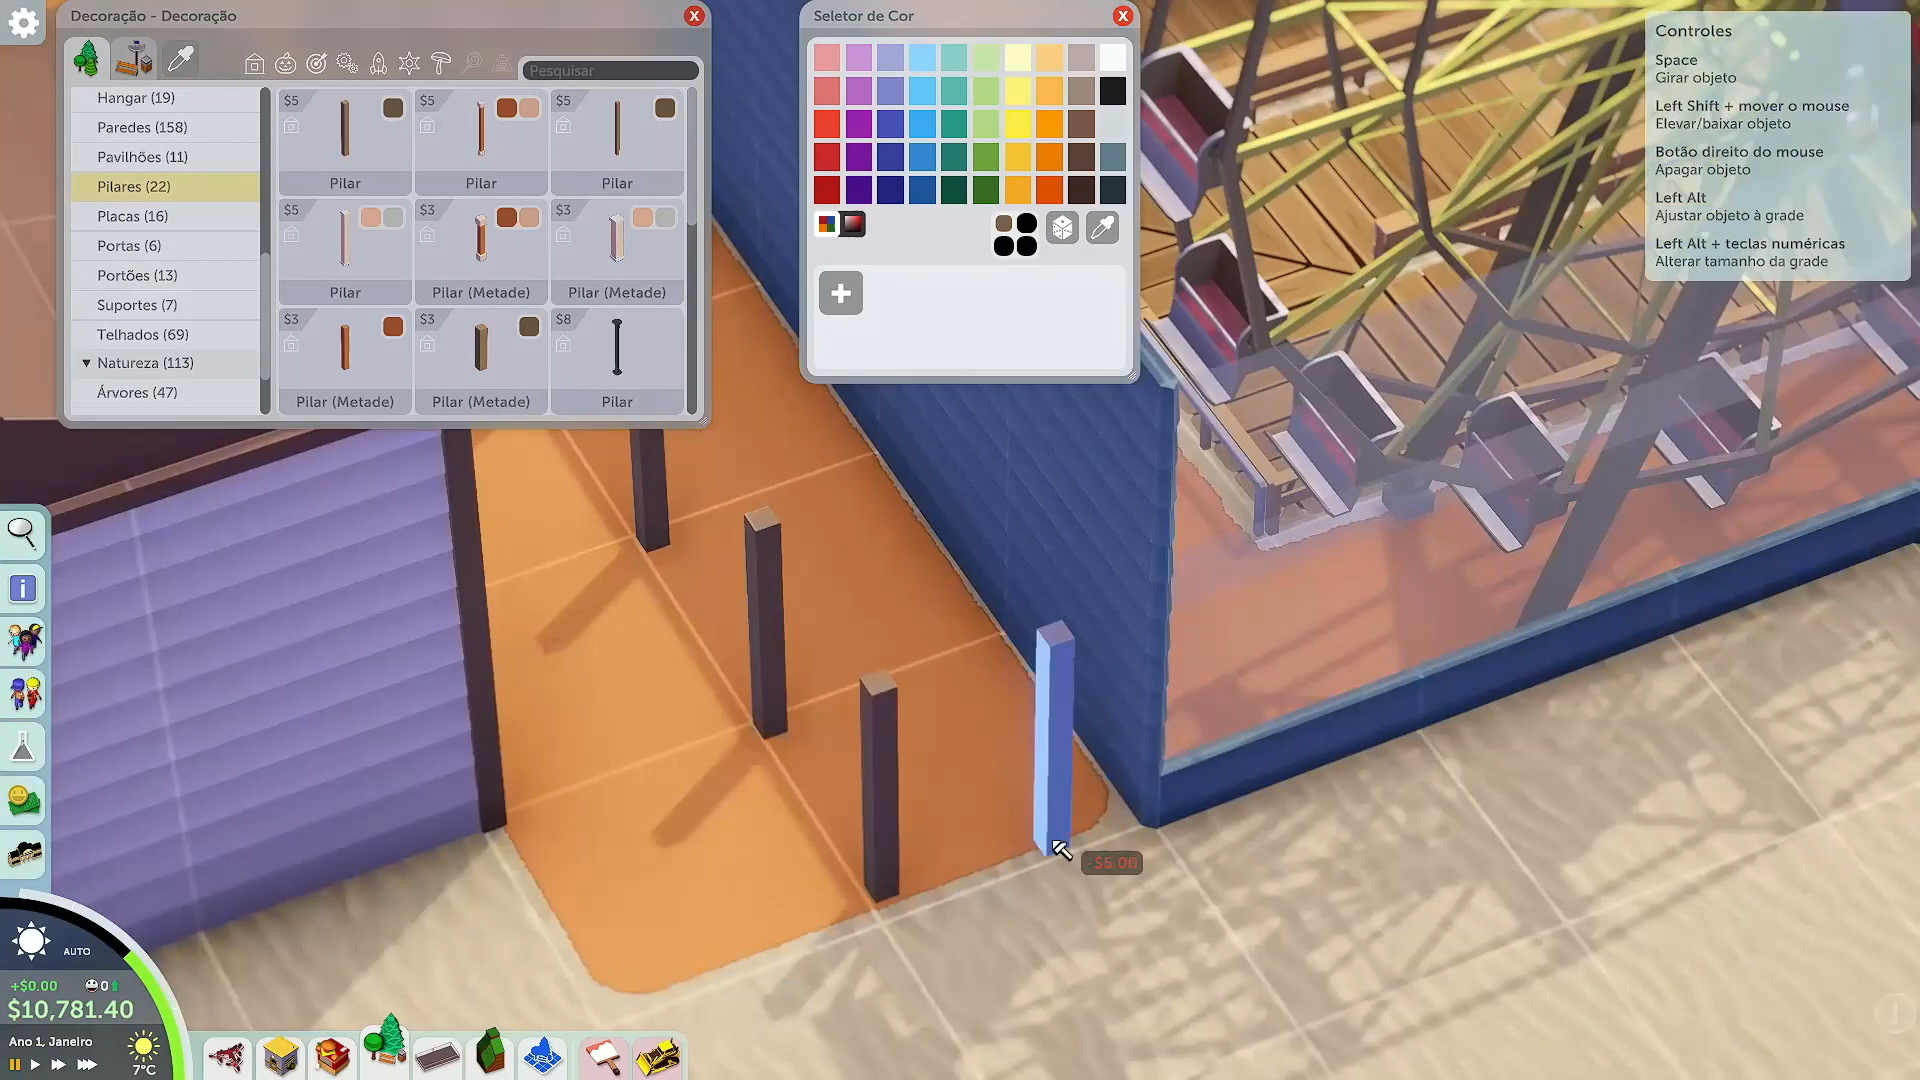 Decoração - Decoração
Pesquisar
Hangar (19)
Paredes (158)
Pavilhões (11)
Pilares (22)
Placas (16)
Portas (6)
Portões (13)
Suportes (7)
Telhados (69)
Natureza (113)
Árvores (47)
$5
Pilar
$5
Pilar
$5
Pilar
$5
Pilar
$3
Pilar (Metade)
$3
Pilar (Metade)
$3
Pilar (Metade)
$3
Pilar (Metade)
$8
Pilar
Seletor de Cor
Controles
Space
Girar objeto
Left Shift + mover o mouse
Elevar/baixar objeto
Botão direito do mouse
Apagar objeto
Left Alt
Ajustar objeto à grade
Left Alt + teclas numéricas
Alterar tamanho da grade
-$5.00
AUTO
+$0.00
0
$10,781.40
Ano 1, Janeiro
7°C